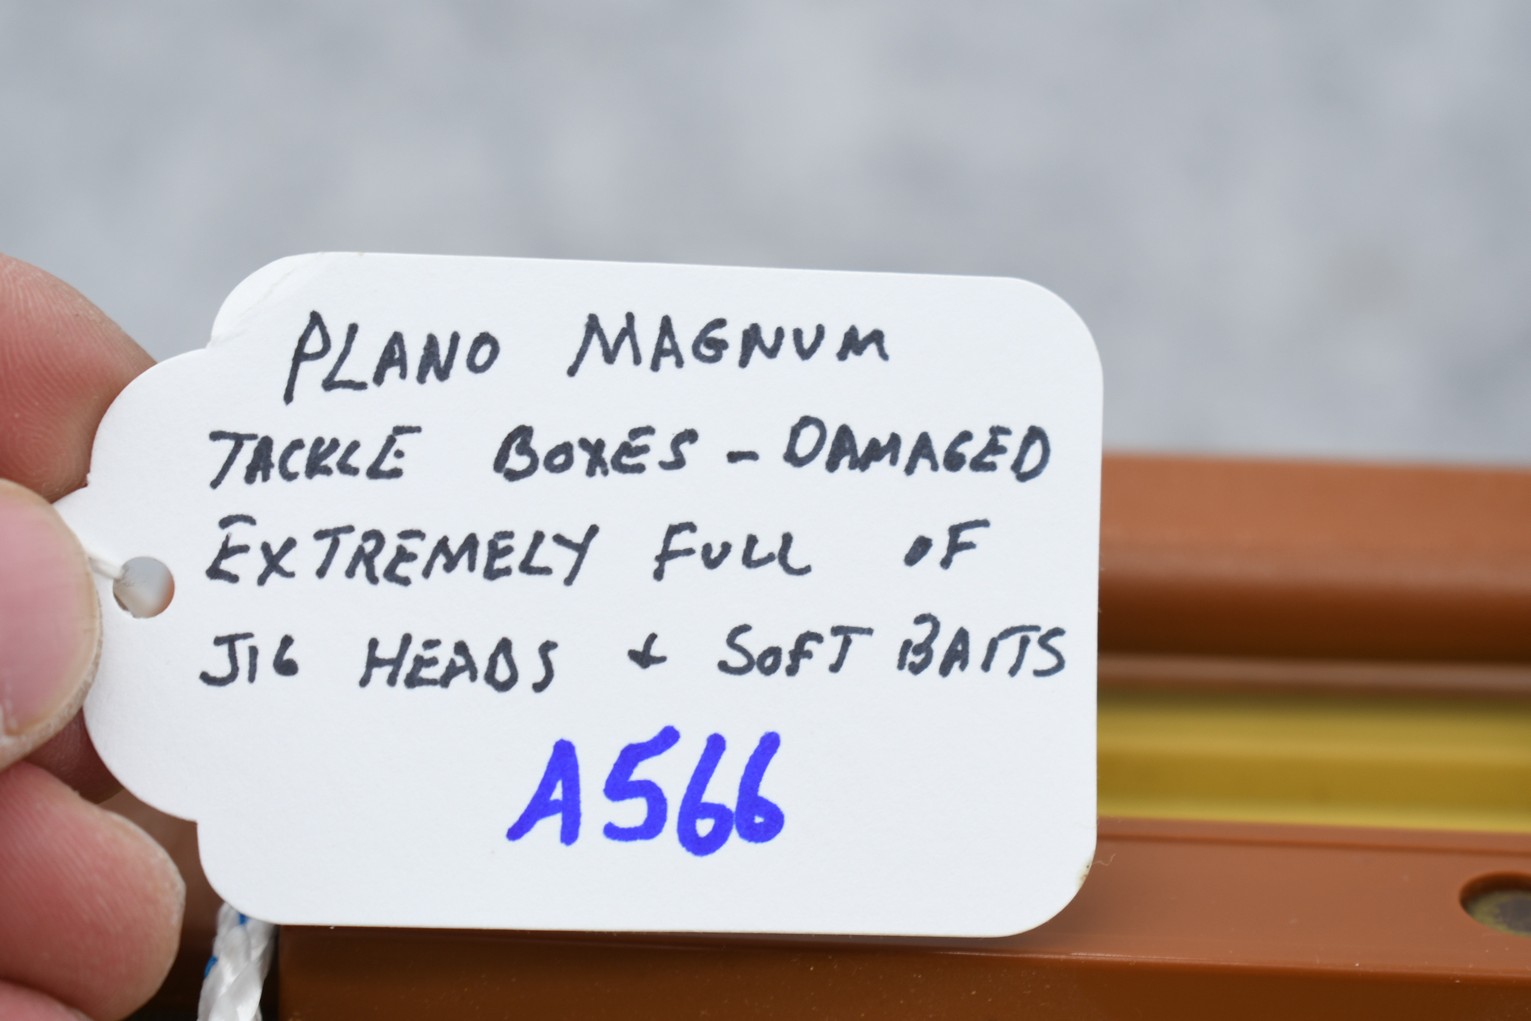 PLANO MAGNUM
TACKLE BOXES - DAMAGED
EXTREMELY FULL OF
JIG HEADS + SOFT BAITS
A566